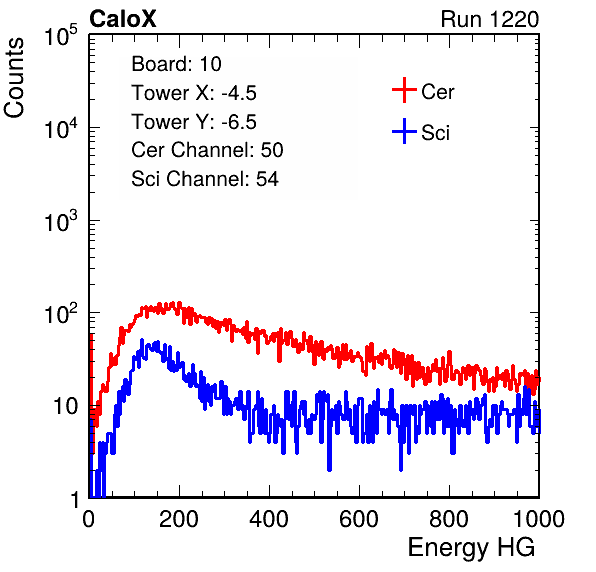 CaloX Run 1220
Counts
10^5
10^4
10^3
10^2
10
1
Board: 10
Tower X: -4.5
Tower Y: -6.5
Cer Channel: 50
Sci Channel: 54
Cer
Sci
0 200 400 600 800 1000
Energy HG